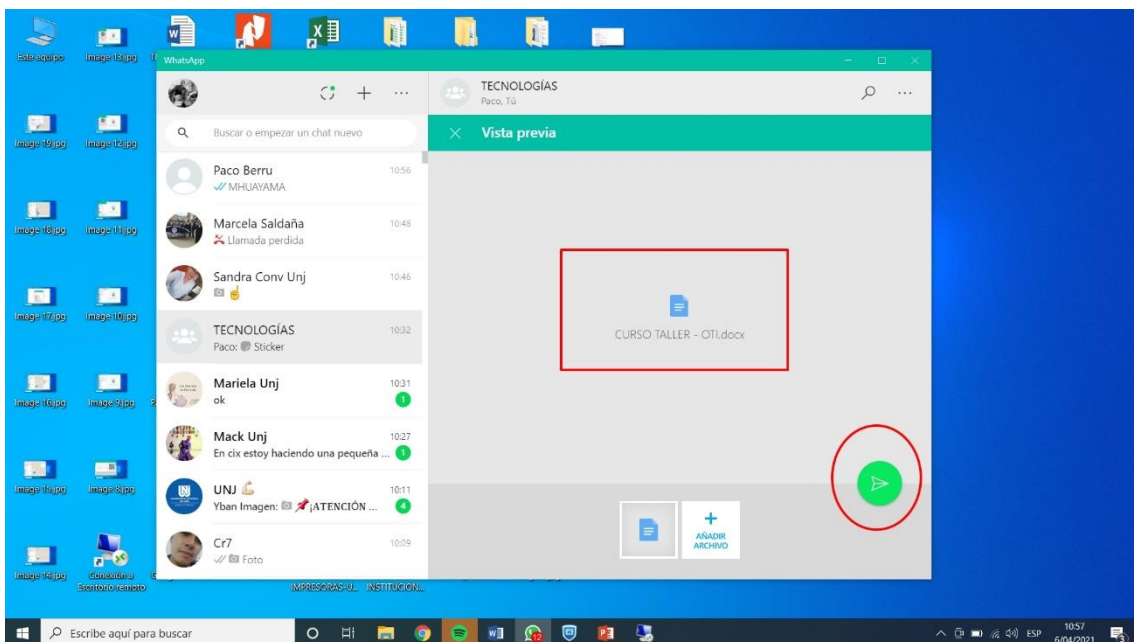 Este equipo
Image 13.jpg
WhatsApp
TECNOLOGÍAS
Paco, Tú
Buscar o empezar un chat nuevo
Vista previa
Image 19.jpg
Image 12.jpg
Paco Berru
10:56
MHUAYAMA
Marcela Saldaña
10:48
Llamada perdida
Image 18.jpg
Image 11.jpg
Sandra Conv Unj
10:46
Image 17.jpg
Image 10.jpg
TECNOLOGÍAS
10:32
Paco: Sticker
CURSO TALLER - OTI.docx
Mariela Unj
10:31
ok
1
Image 16.jpg
Image 9.jpg
Mack Unj
10:27
En cix estoy haciendo una pequeña ...
1
Image 15.jpg
Image 8.jpg
UNJ
10:11
Yban Imagen: ¡ATENCIÓN ...
4
AÑADIR
ARCHIVO
Cr7
10:09
Foto
Image 14.jpg
Conexión a
Escritorio remoto
IMPRESORAS-U...
INSTITUCION...
Escribe aquí para buscar
12
ESP
10:57
6/04/2021